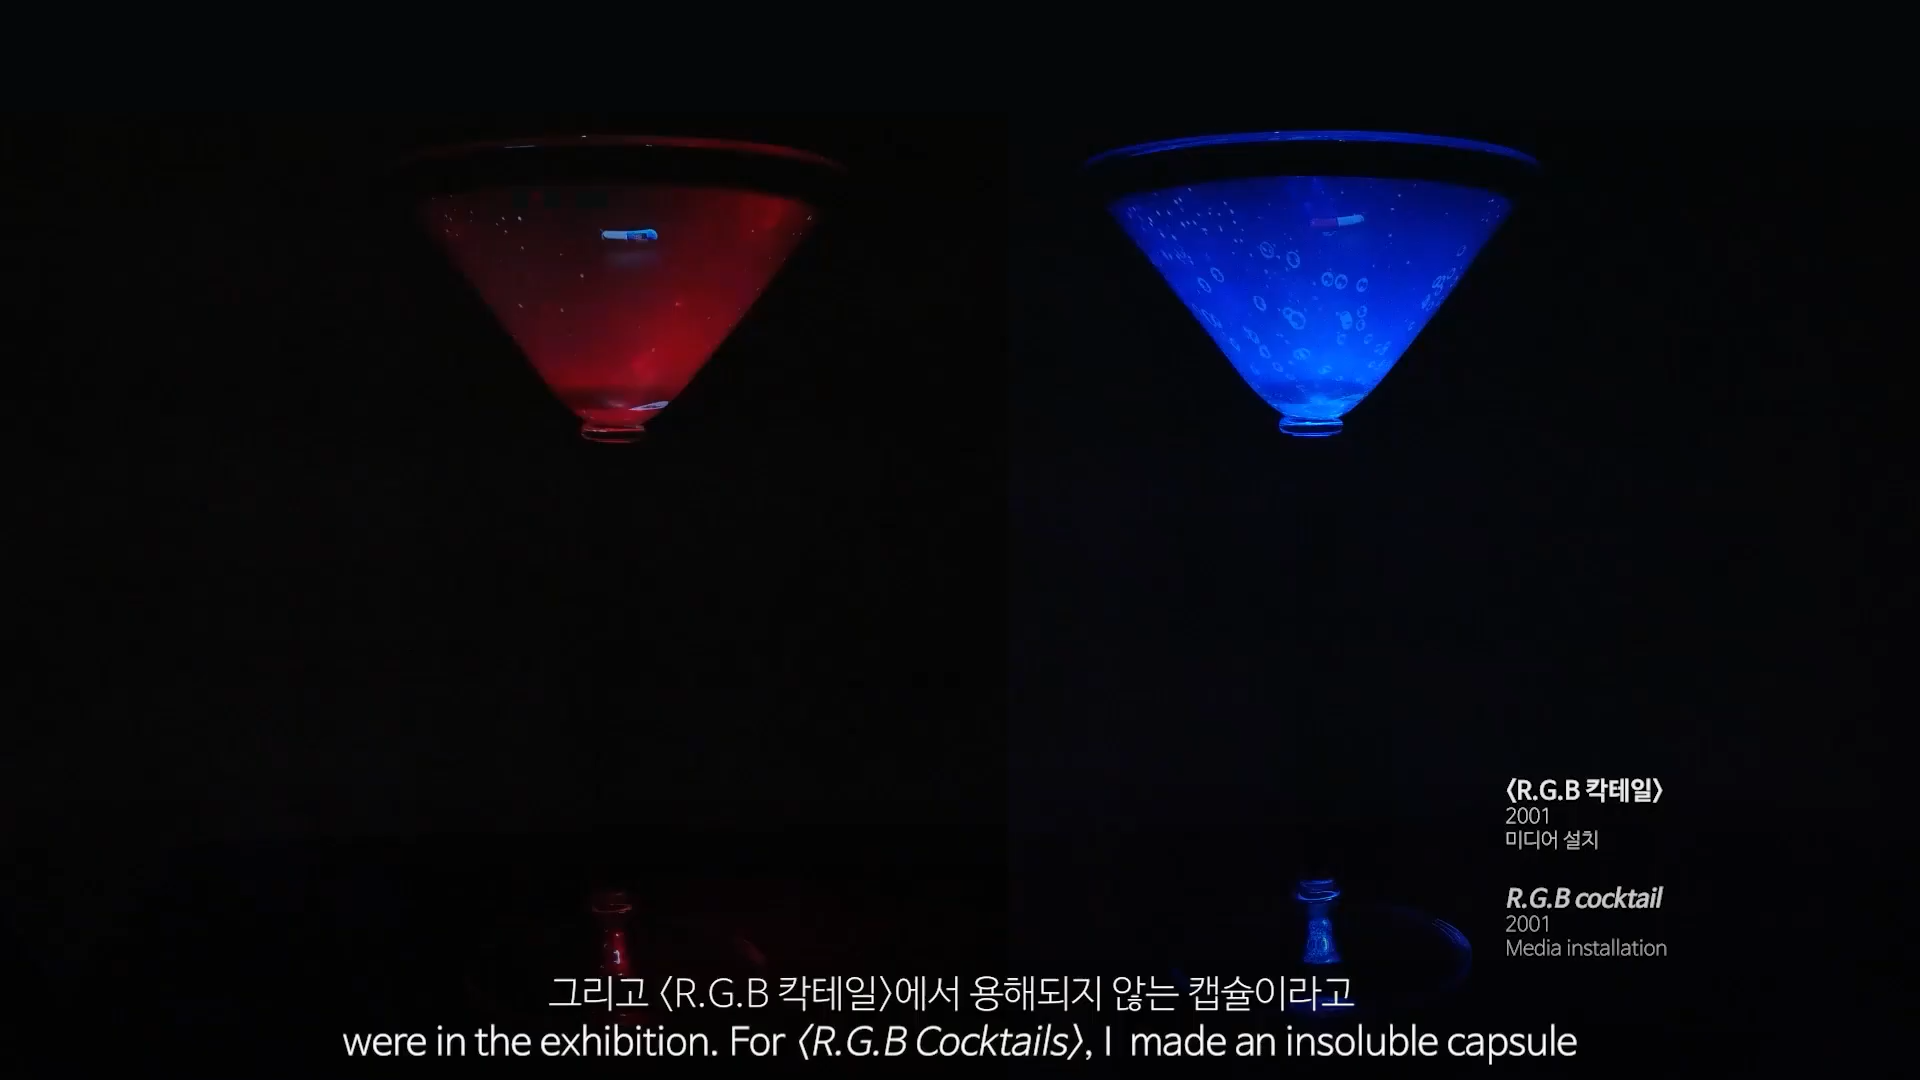 〈R.G.B 칵테일〉
2001
미디어 설치
R.G.B cocktail
2001
Media installation
그리고 〈R.G.B 칵테일〉에서 용해되지 않는 캡슐이라고
were in the exhibition. For 〈R.G.B Cocktails〉, I made an insoluble capsule